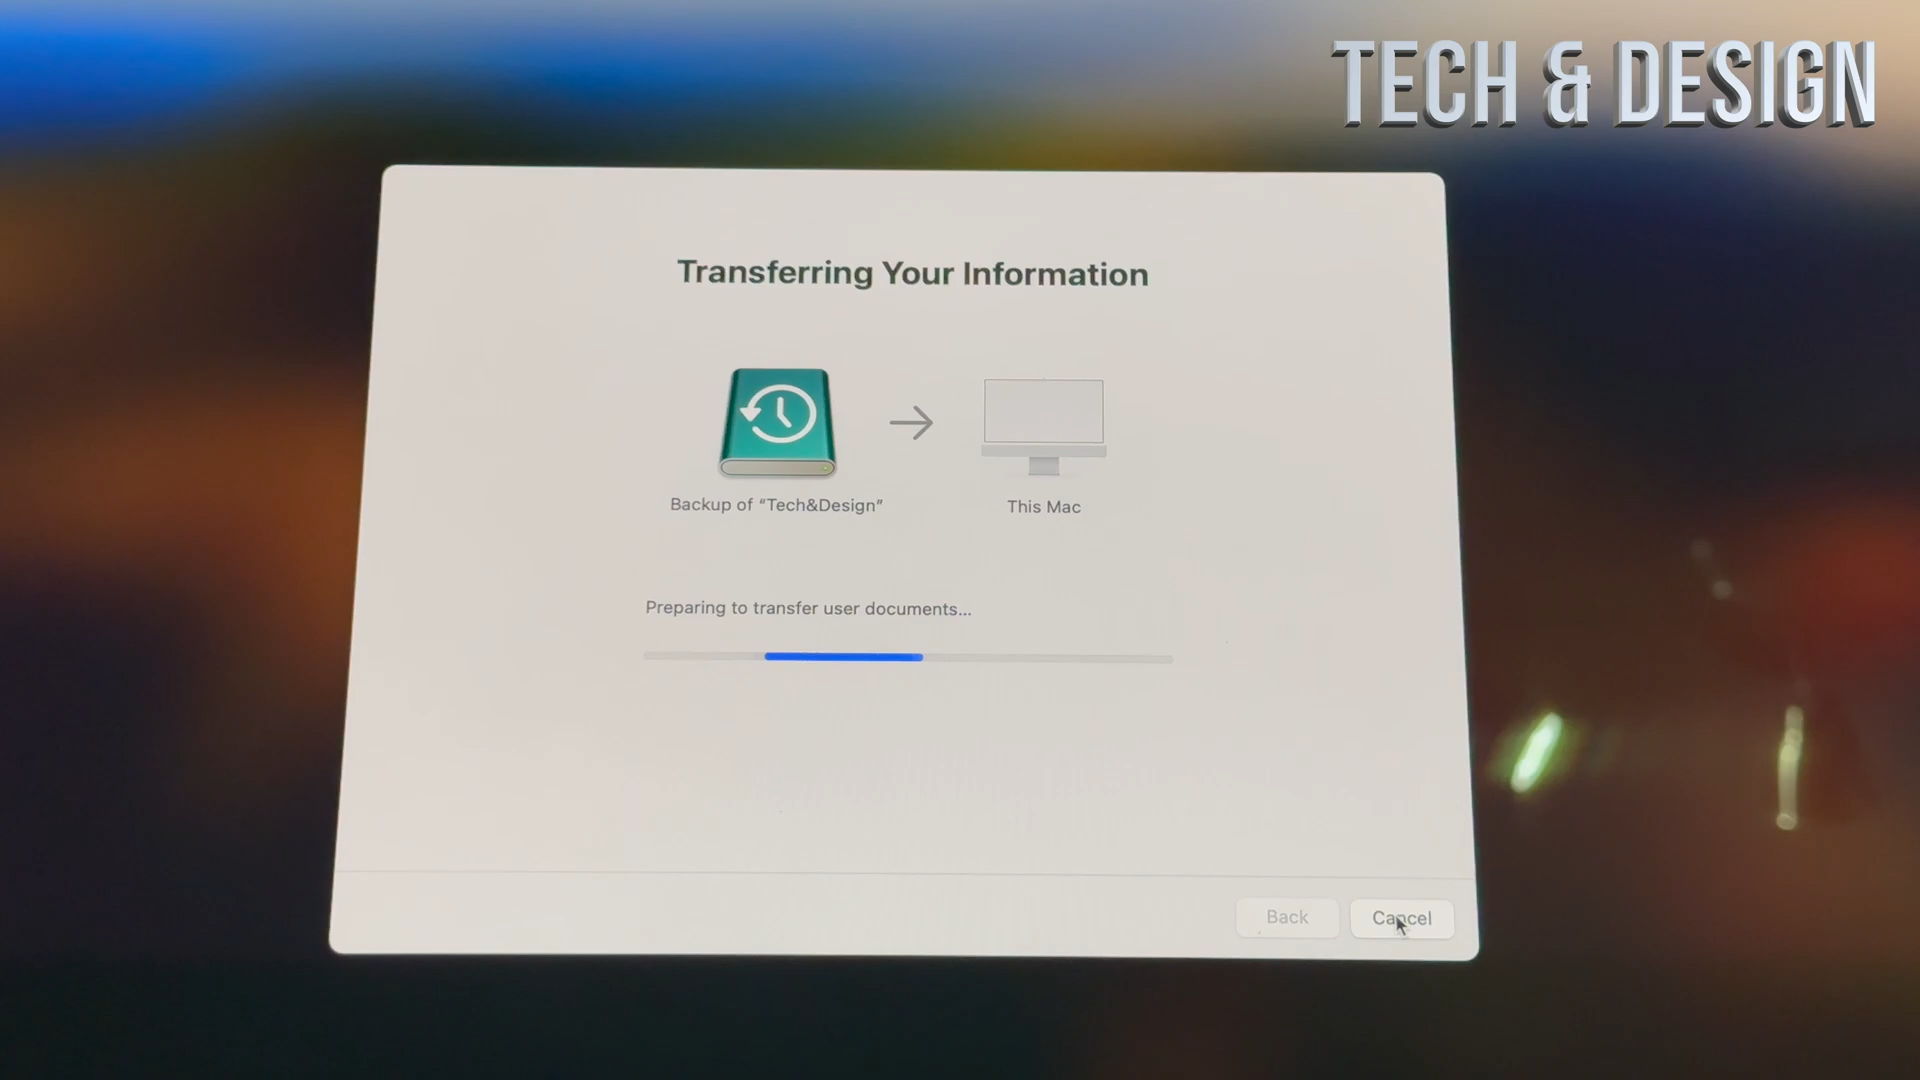 TECH & DESIGN
Transferring Your Information
Backup of “Tech&Design”
This Mac
Preparing to transfer user documents...
Back
Cancel